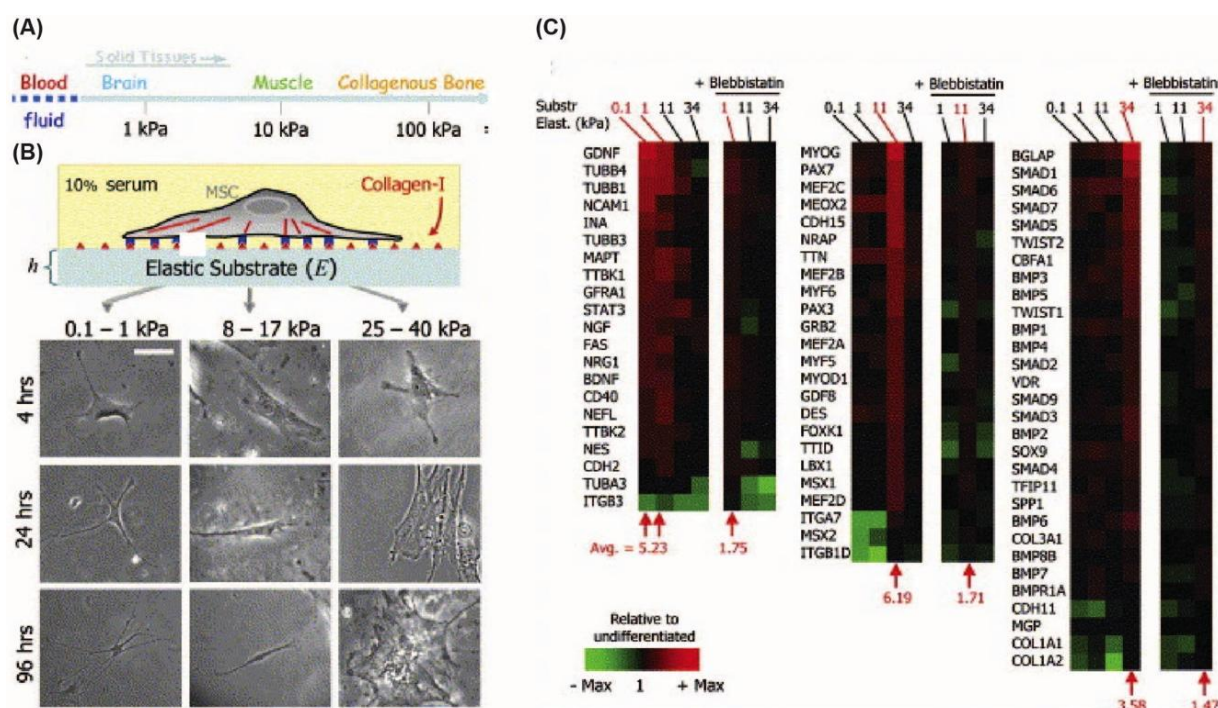 (A)
Solid Tissues
Blood Brain Muscle Collagenous Bone
fluid
1 kPa 10 kPa 100 kPa
(B)
10% serum
MSC
Collagen-I
h
Elastic Substrate (E)
0.1 – 1 kPa 8 – 17 kPa 25 – 40 kPa
4 hrs
24 hrs
96 hrs
(C)
+ Blebbistatin
+ Blebbistatin
+ Blebbistatin
Substr 0.1 1 11 34 1 11 34
Elast. (kPa)
0.1 1 11 34 1 11 34
0.1 1 11 34 1 11 34
GDNF
TUBB4
TUBB1
NCAM1
INA
TUBB3
MAPT
TTBK1
GFRA1
STAT3
NGF
FAS
NRG1
BDNF
CD40
NEFL
TTBK2
NES
CDH2
TUBA3
ITGB3
Avg. = 5.23 1.75
MYOG
PAX7
MEF2C
MEOX2
CDH15
NRAP
TTN
MEF2B
MYF6
PAX3
GRB2
MEF2A
MYF5
MYOD1
GDF8
DES
FOXK1
TTID
LBX1
MSX1
MEF2D
ITGA7
MSX2
ITGB1D
6.19 1.71
BGLAP
SMAD1
SMAD6
SMAD7
SMAD5
TWIST2
CBFA1
BMP3
BMP5
TWIST1
BMP1
BMP4
SMAD2
VDR
SMAD9
SMAD3
BMP2
SOX9
SMAD4
TFIP11
SPP1
BMP6
COL3A1
BMP8B
BMP7
BMPR1A
CDH11
MGP
COL1A1
COL1A2
3.58 1.47
Relative to
undifferentiated
- Max 1 + Max